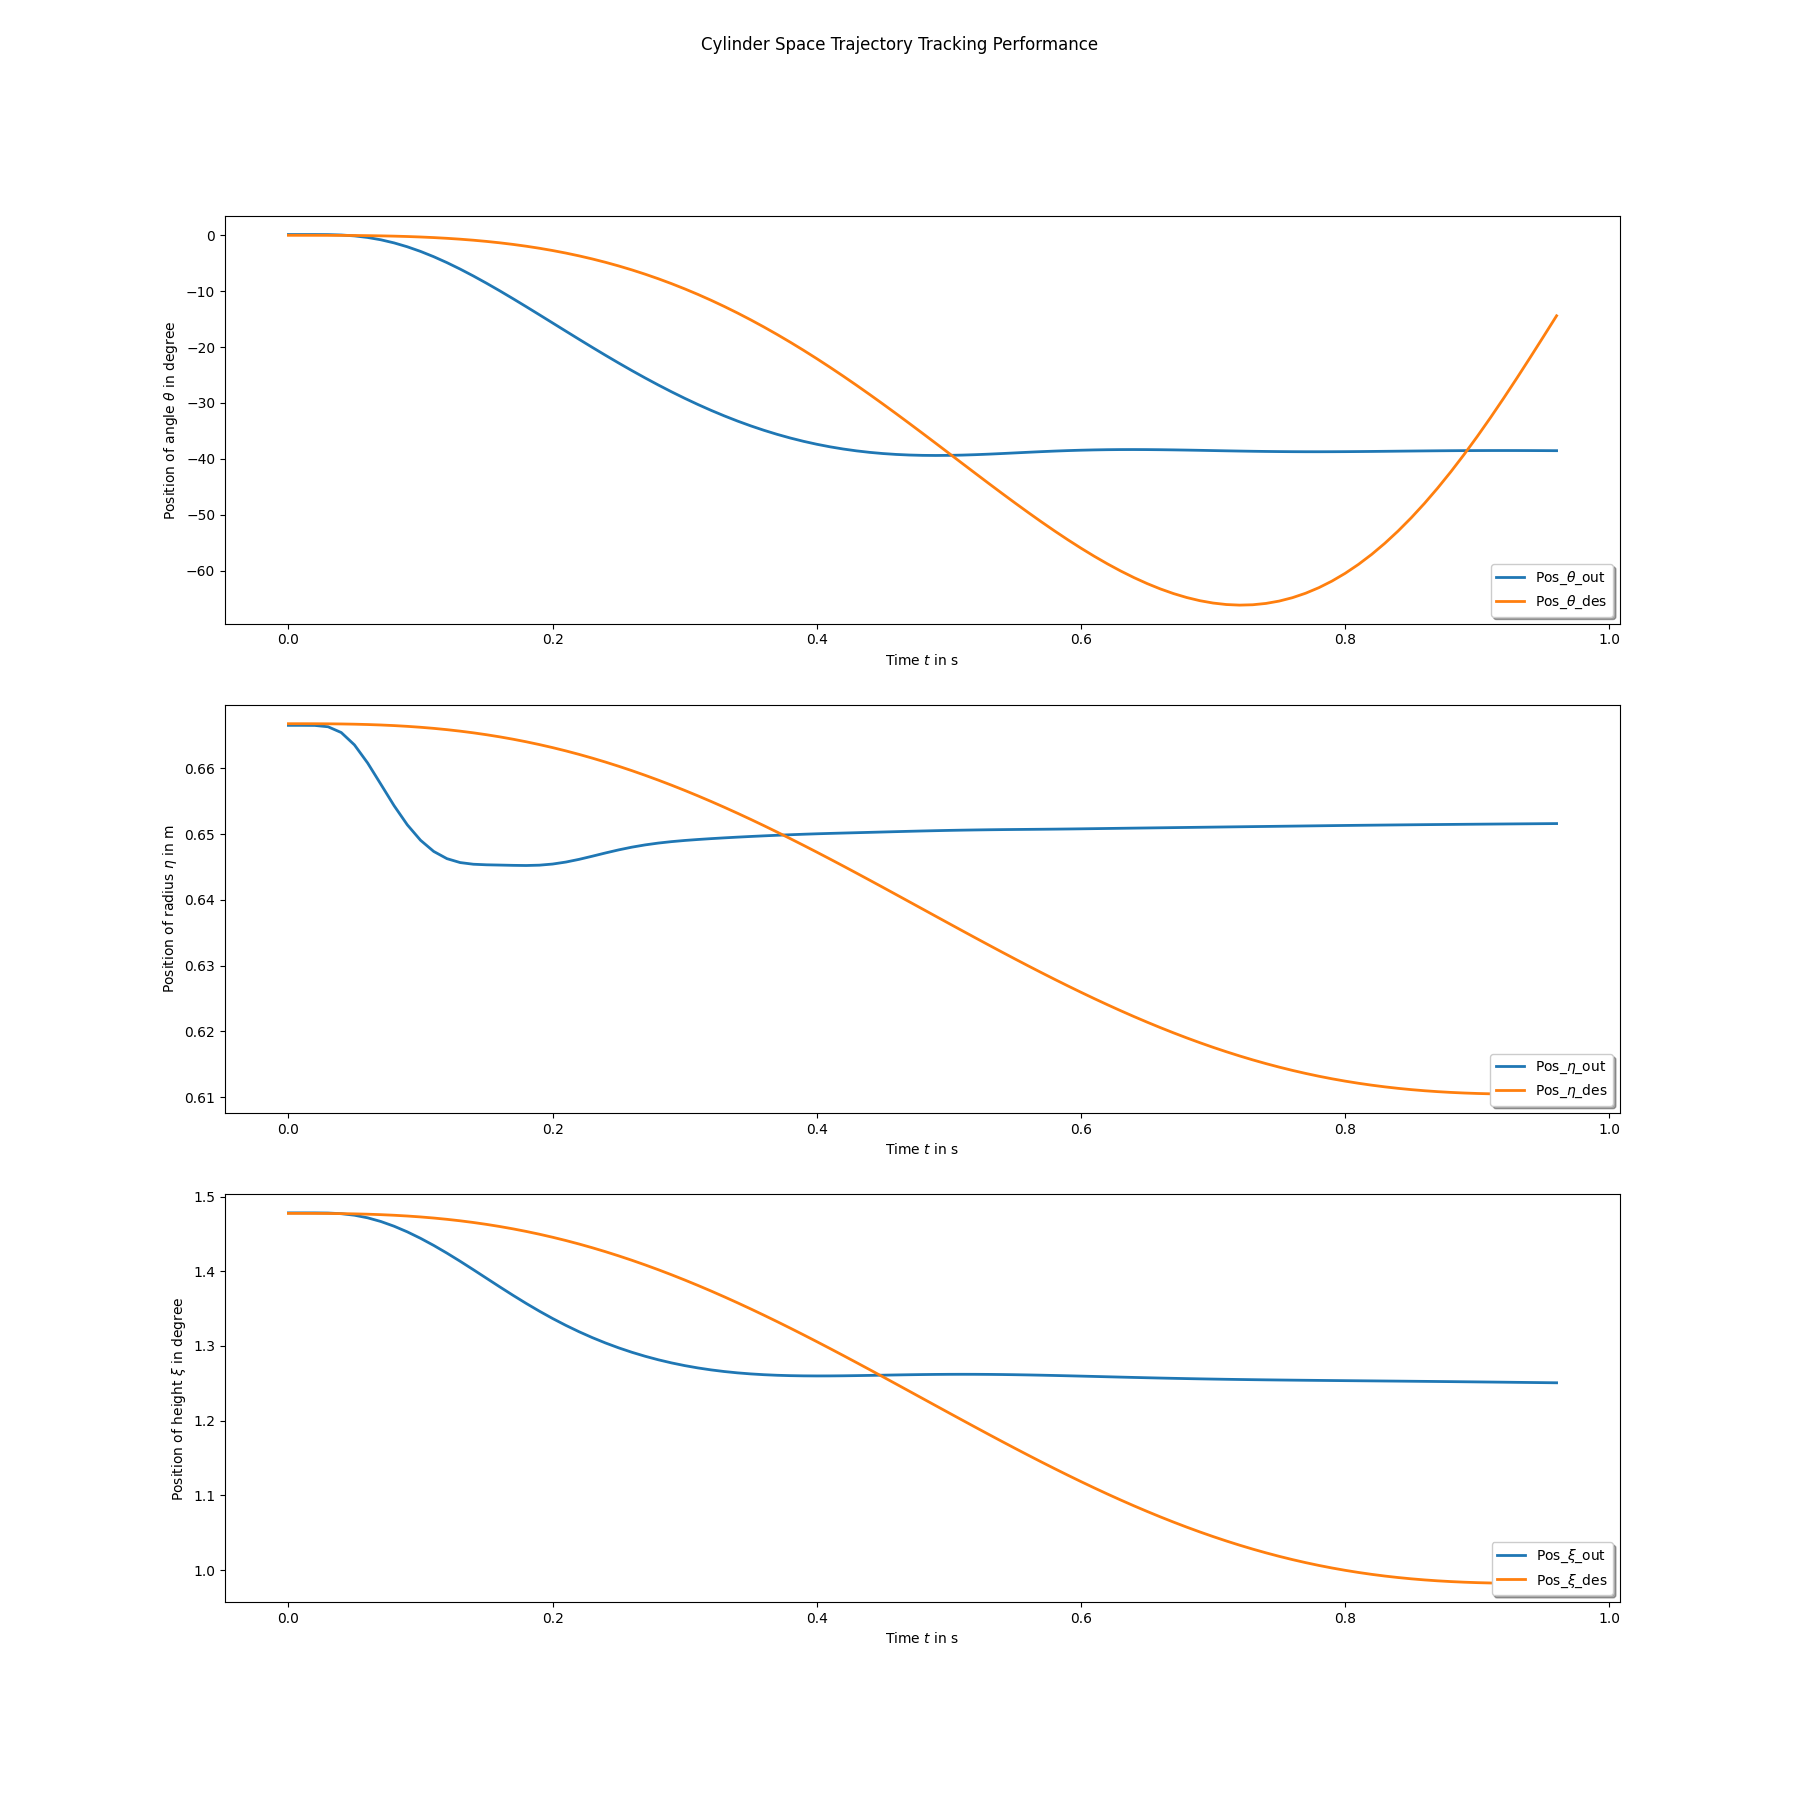 Cylinder Space Trajectory Tracking Performance
0
−10
−20
−30
−40
−50
−60
Position of angle θ in degree
0.0 0.2 0.4 0.6 0.8 1.0
Time t in s
Pos_θ_out
Pos_θ_des
0.66
0.65
0.64
0.63
0.62
0.61
Position of radius η in m
0.0 0.2 0.4 0.6 0.8 1.0
Time t in s
Pos_η_out
Pos_η_des
1.5
1.4
1.3
1.2
1.1
1.0
Position of height ξ in degree
0.0 0.2 0.4 0.6 0.8 1.0
Time t in s
Pos_ξ_out
Pos_ξ_des